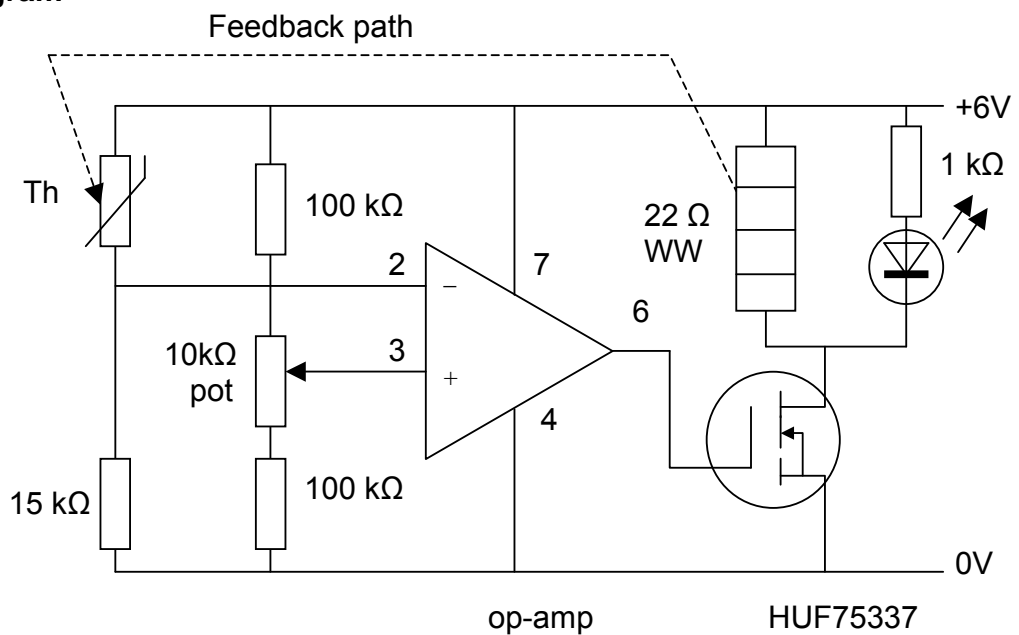 Feedback path
+6V
Th
100 kΩ
1 kΩ
22 Ω
WW
2
7
−
6
10kΩ
pot
3
+
4
15 kΩ
100 kΩ
0V
op-amp
HUF75337